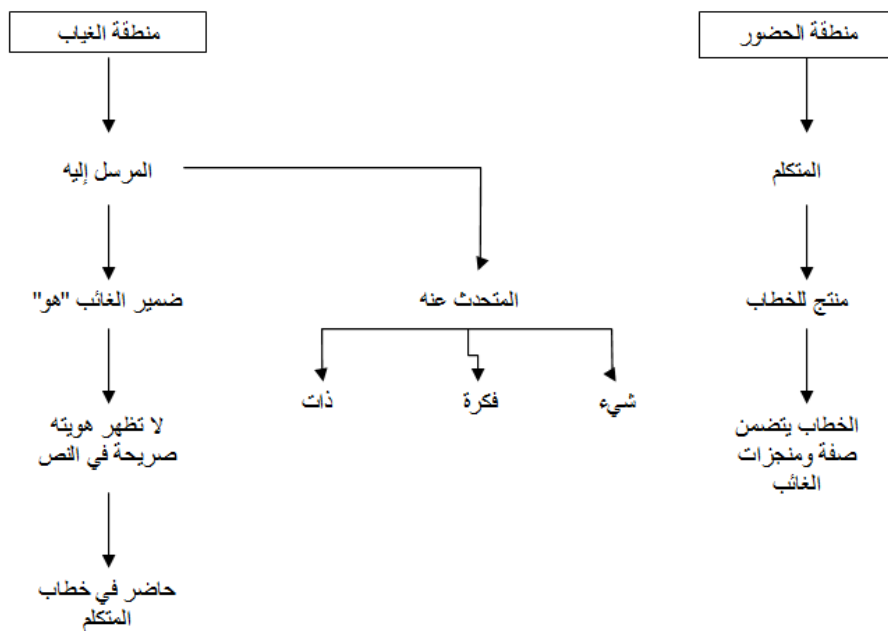 منطقة الحضور
منطقة الغياب
المتكلم
المرسل إليه
منتج للخطاب
المتحدث عنه
ضمير الغائب "هو"
شيء
فكرة
ذات
الخطاب يتضمن
صفة ومنجزات
الغائب
لا تظهر هويته
صريحة في النص
حاضر في خطاب
المتكلم